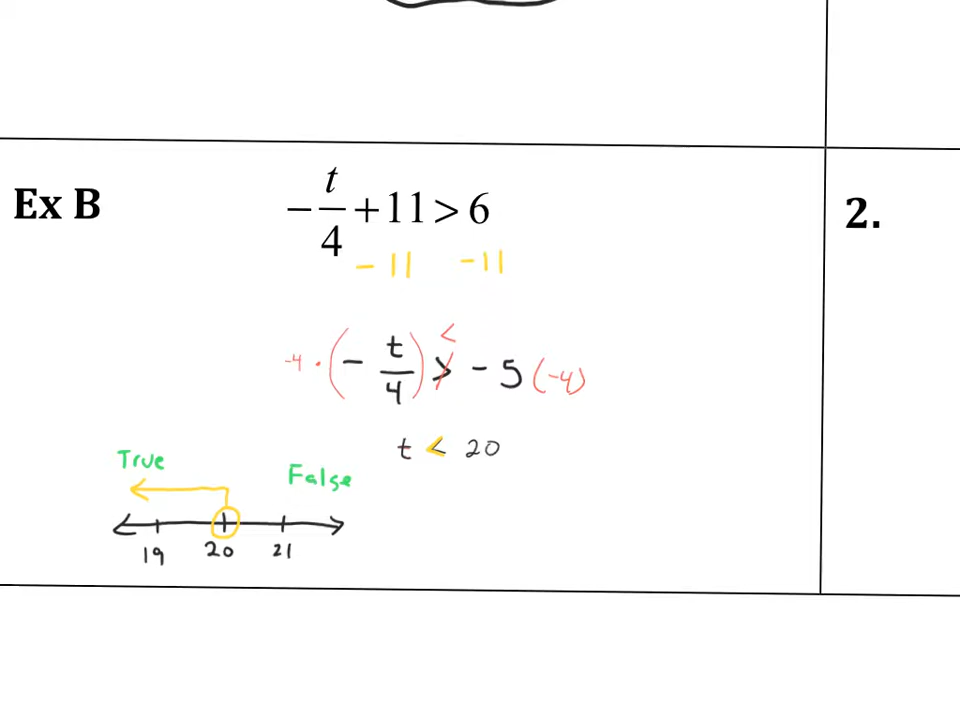 Ex B
2.
-t/4 + 11 > 6
- 11 -11
-4 · (- t/4) > < - 5 (-4)
t < 20
True
False
19 20 21